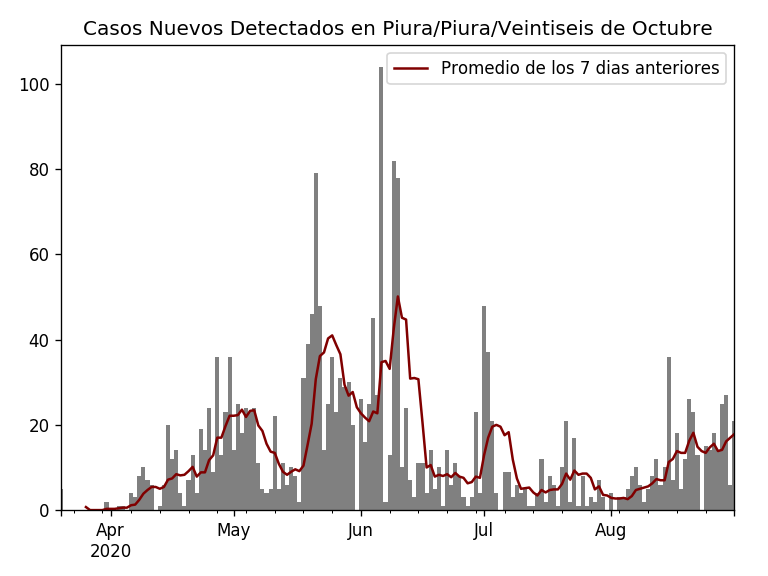 Casos Nuevos Detectados en Piura/Piura/Veintiseis de Octubre
Promedio de los 7 dias anteriores
100
80
60
40
20
0
Apr May Jun Jul Aug
2020